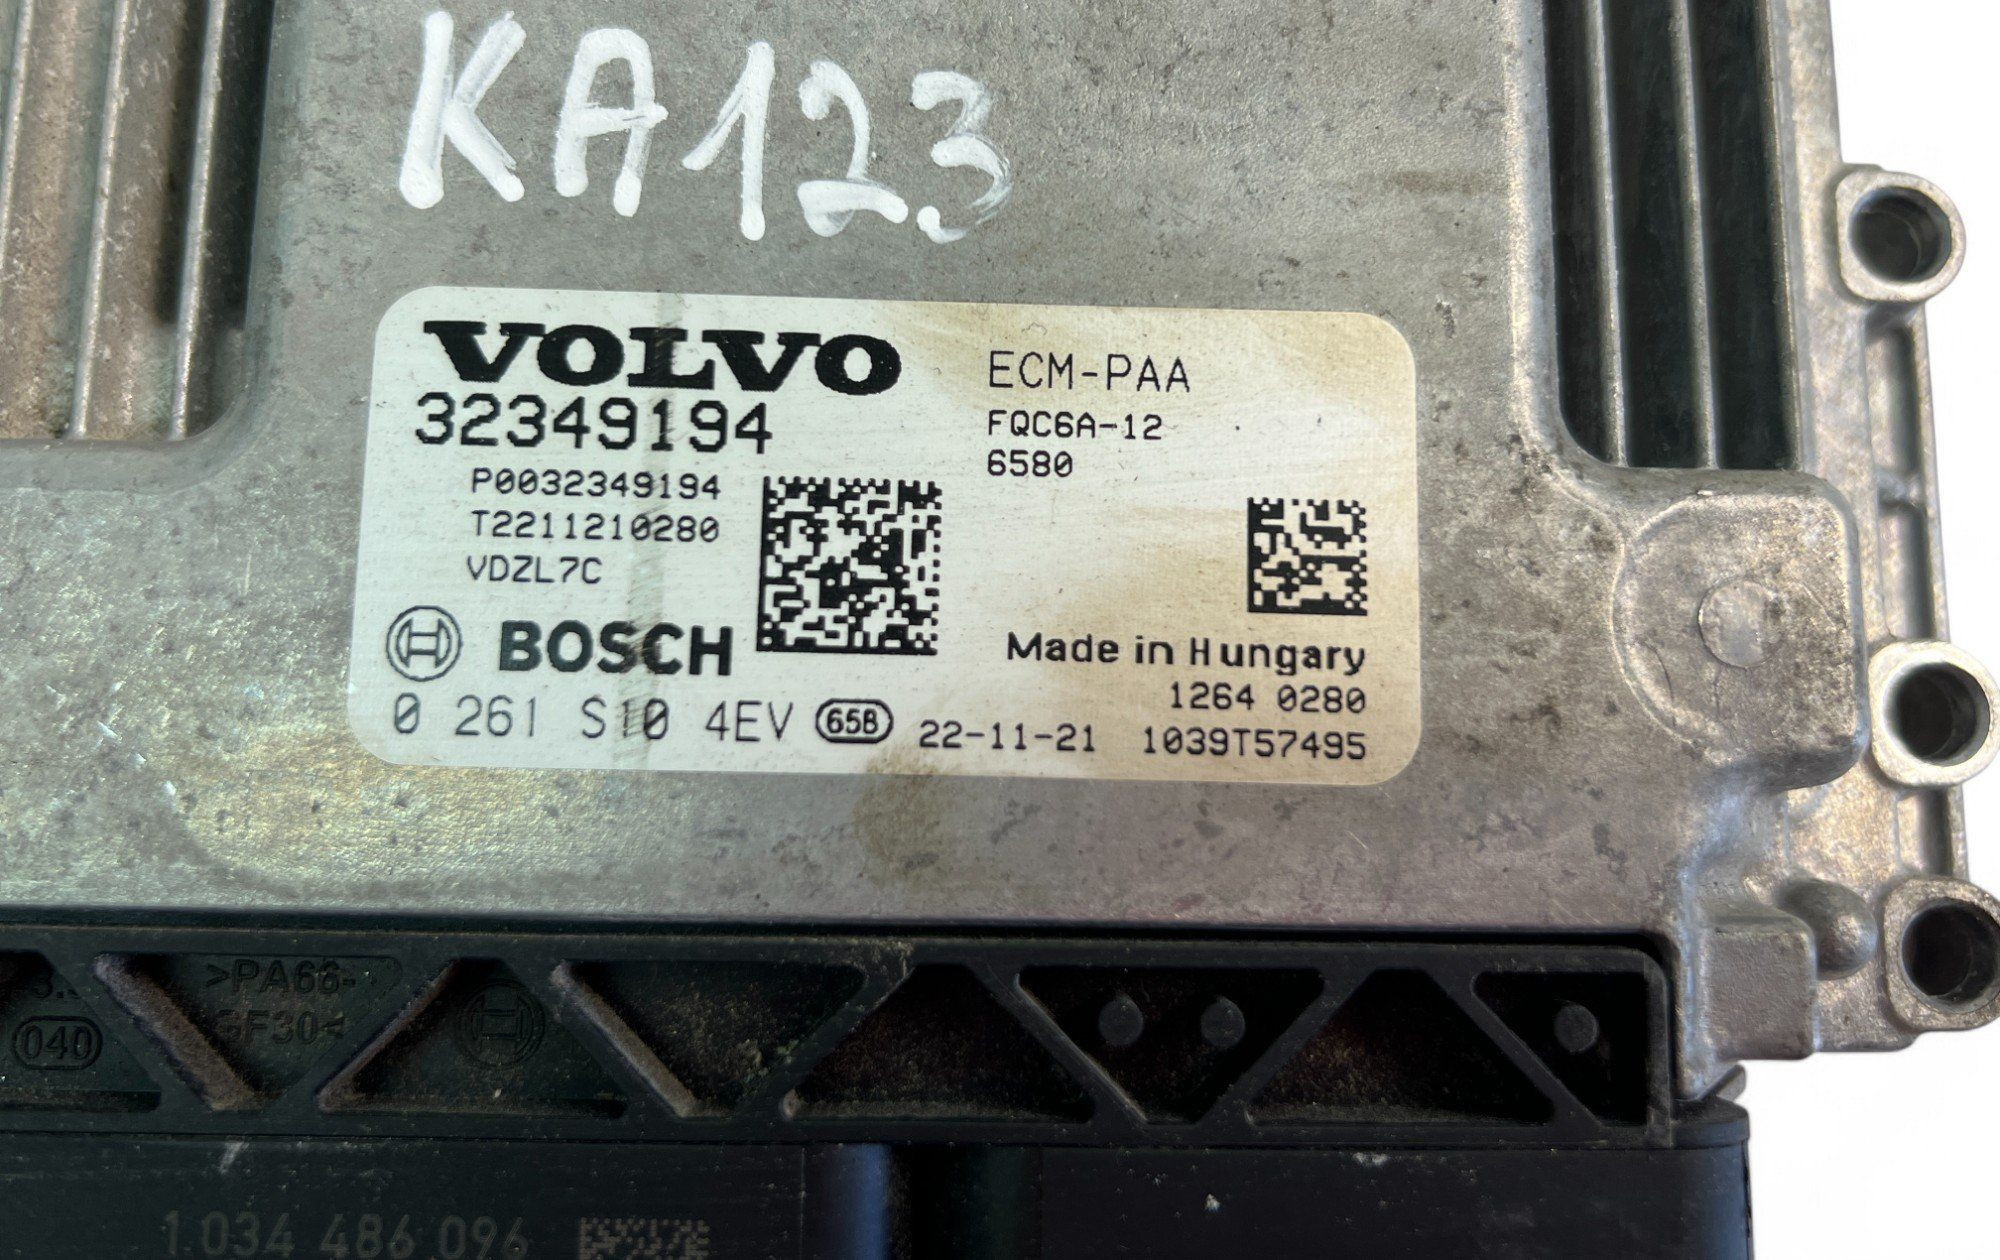 KA123
VOLVO
32349194
P0032349194
T2211210280
VDZL7C
ECM-PAA
FQC6A-12
6580
BOSCH
Made in Hungary
1264 0280
0 261 S10 4EV 65B 22-11-21 1039T57495
>PA66-
GF30<
040
1.034 486 096